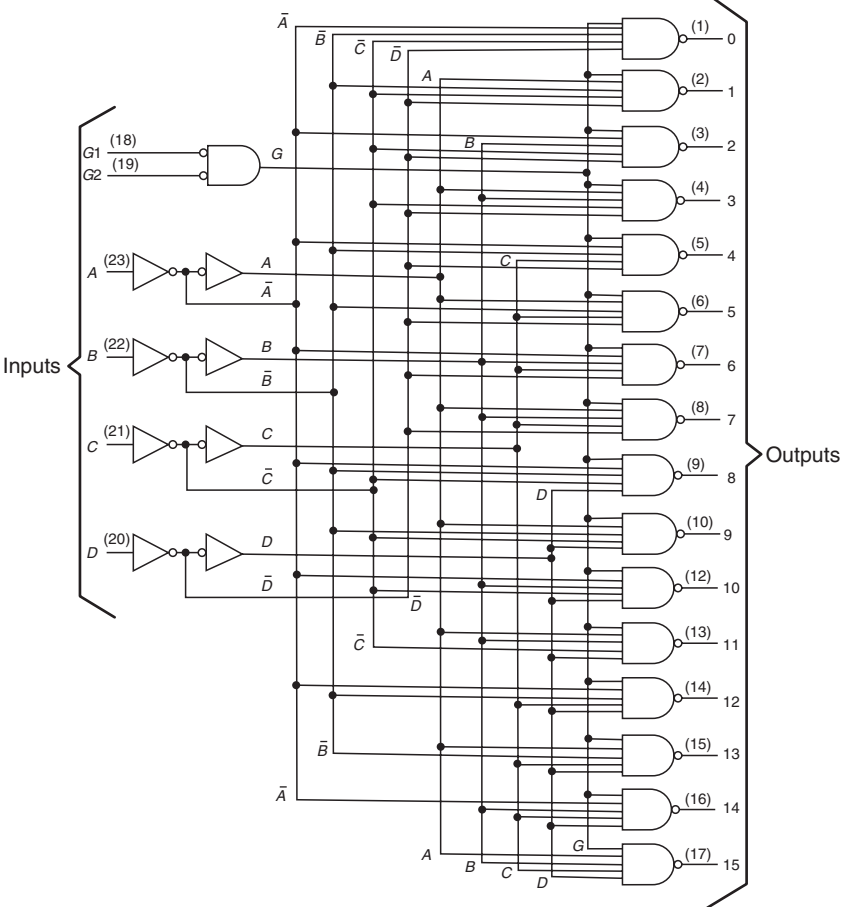 Ā
B̄
C̄
D̄
(1) 0
A
(2) 1
B
(3) 2
G1 (18)
G2 (19)
G
(4) 3
C
(5) 4
A (23)
A
Ā
(6) 5
Inputs
B (22)
B
B̄
(7) 6
(8) 7
C (21)
C
C̄
Outputs
(9) 8
D
(10) 9
D (20)
D
D̄
D̄
(12) 10
C̄
(13) 11
(14) 12
B̄
(15) 13
Ā
(16) 14
A
B
C
D
G
(17) 15